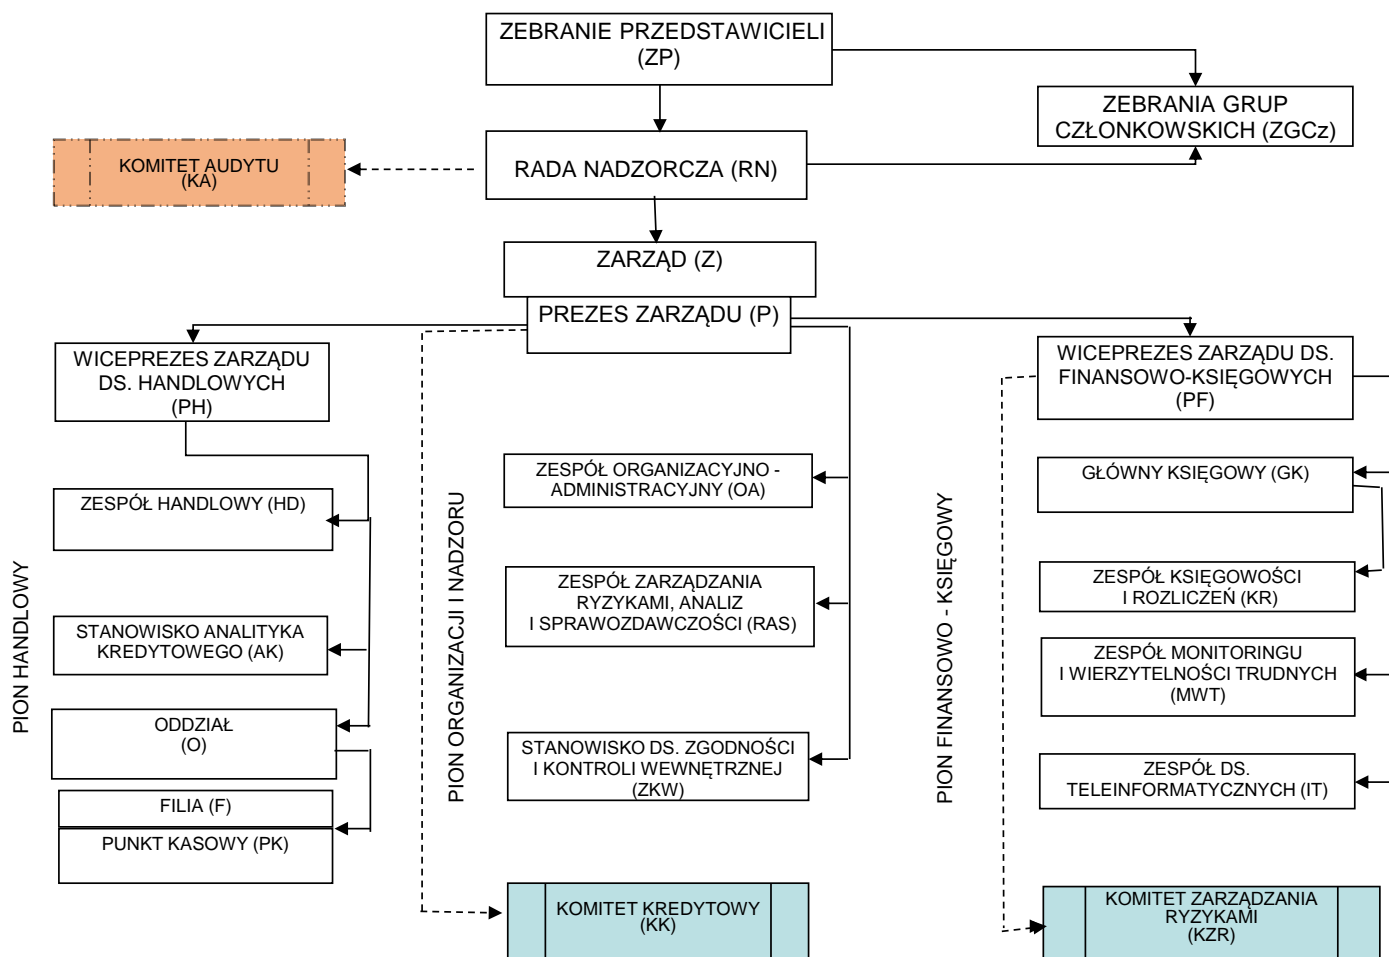 ZEBRANIE PRZEDSTAWICIELI
(ZP)
ZEBRANIA GRUP
CZŁONKOWSKICH (ZGCz)
KOMITET AUDYTU
(KA)
RADA NADZORCZA (RN)
ZARZĄD (Z)
PREZES ZARZĄDU (P)
WICEPREZES ZARZĄDU
DS. HANDLOWYCH
(PH)
WICEPREZES ZARZĄDU DS.
FINANSOWO-KSIĘGOWYCH
(PF)
PION HANDLOWY
ZESPÓŁ HANDLOWY (HD)
STANOWISKO ANALITYKA
KREDYTOWEGO (AK)
ODDZIAŁ
(O)
FILIA (F)
PUNKT KASOWY (PK)
PION ORGANIZACJI I NADZORU
ZESPÓŁ ORGANIZACYJNO -
ADMINISTRACYJNY (OA)
ZESPÓŁ ZARZĄDZANIA
RYZYKAMI, ANALIZ
I SPRAWOZDAWCZOŚCI (RAS)
STANOWISKO DS. ZGODNOŚCI
I KONTROLI WEWNĘTRZNEJ
(ZKW)
KOMITET KREDYTOWY
(KK)
PION FINANSOWO - KSIĘGOWY
GŁÓWNY KSIĘGOWY (GK)
ZESPÓŁ KSIĘGOWOŚCI
I ROZLICZEŃ (KR)
ZESPÓŁ MONITORINGU
I WIERZYTELNOŚCI TRUDNYCH
(MWT)
ZESPÓŁ DS.
TELEINFORMATYCZNYCH (IT)
KOMITET ZARZĄDZANIA
RYZYKAMI
(KZR)